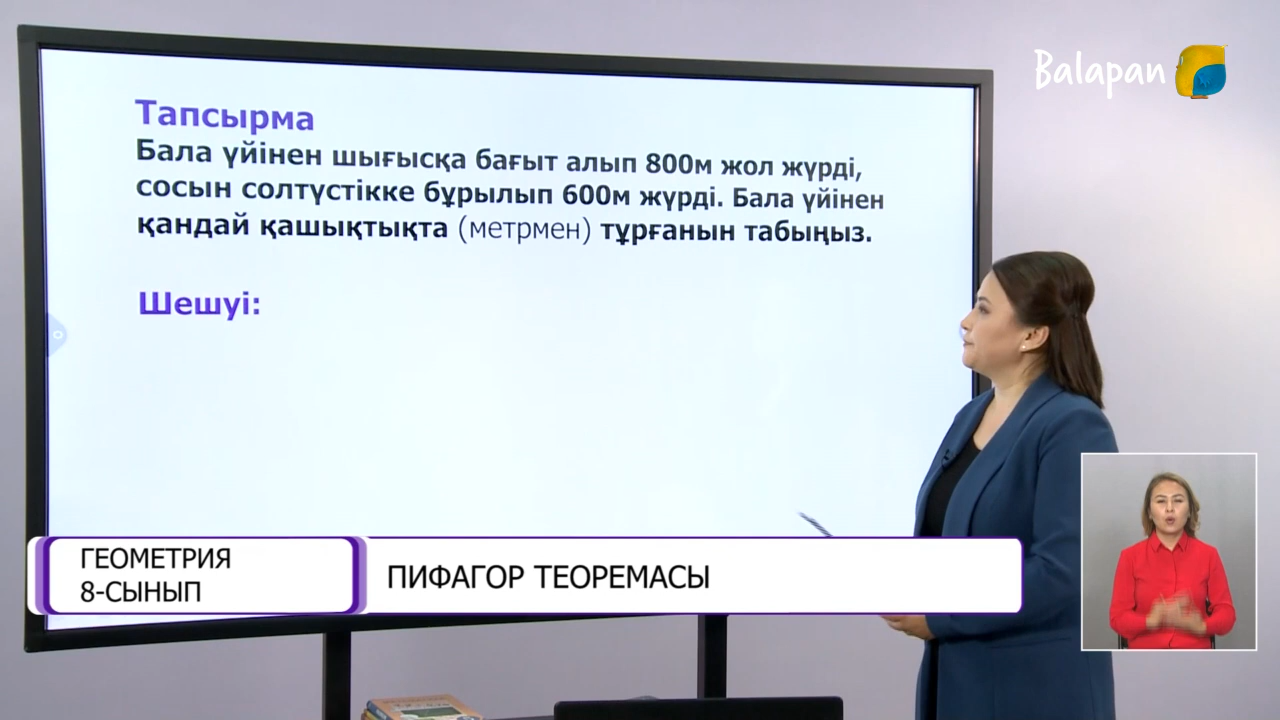 Balapan
Тапсырма
Бала үйінен шығысқа бағыт алып 800м жол жүрді,
сосын солтүстікке бұрылып 600м жүрді. Бала үйінен
қандай қашықтықта (метрмен) тұрғанын табыңыз.
Шешуі:
ГЕОМЕТРИЯ
8-СЫНЫП
ПИФАГОР ТЕОРЕМАСЫ